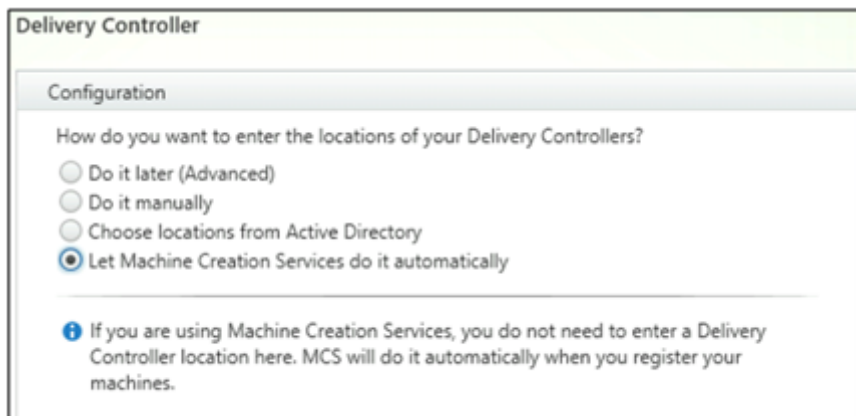 Delivery Controller
Configuration
How do you want to enter the locations of your Delivery Controllers?
Do it later (Advanced)
Do it manually
Choose locations from Active Directory
Let Machine Creation Services do it automatically
If you are using Machine Creation Services, you do not need to enter a Delivery
Controller location here. MCS will do it automatically when you register your
machines.